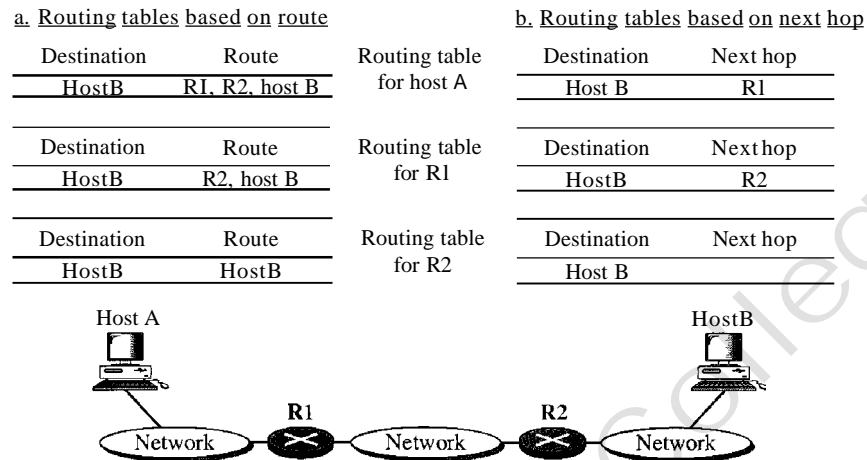 a. Routing tables based on route
b. Routing tables based on next hop
Destination Route
Routing table for host A
Destination Next hop
HostB RI, R2, host B
Host B R1
Destination Route
Routing table for R1
Destination Next hop
HostB R2, host B
HostB R2
Destination Route
Routing table for R2
Destination Next hop
HostB HostB
Host B
Host A
HostB
R1
R2
Network
Network
Network